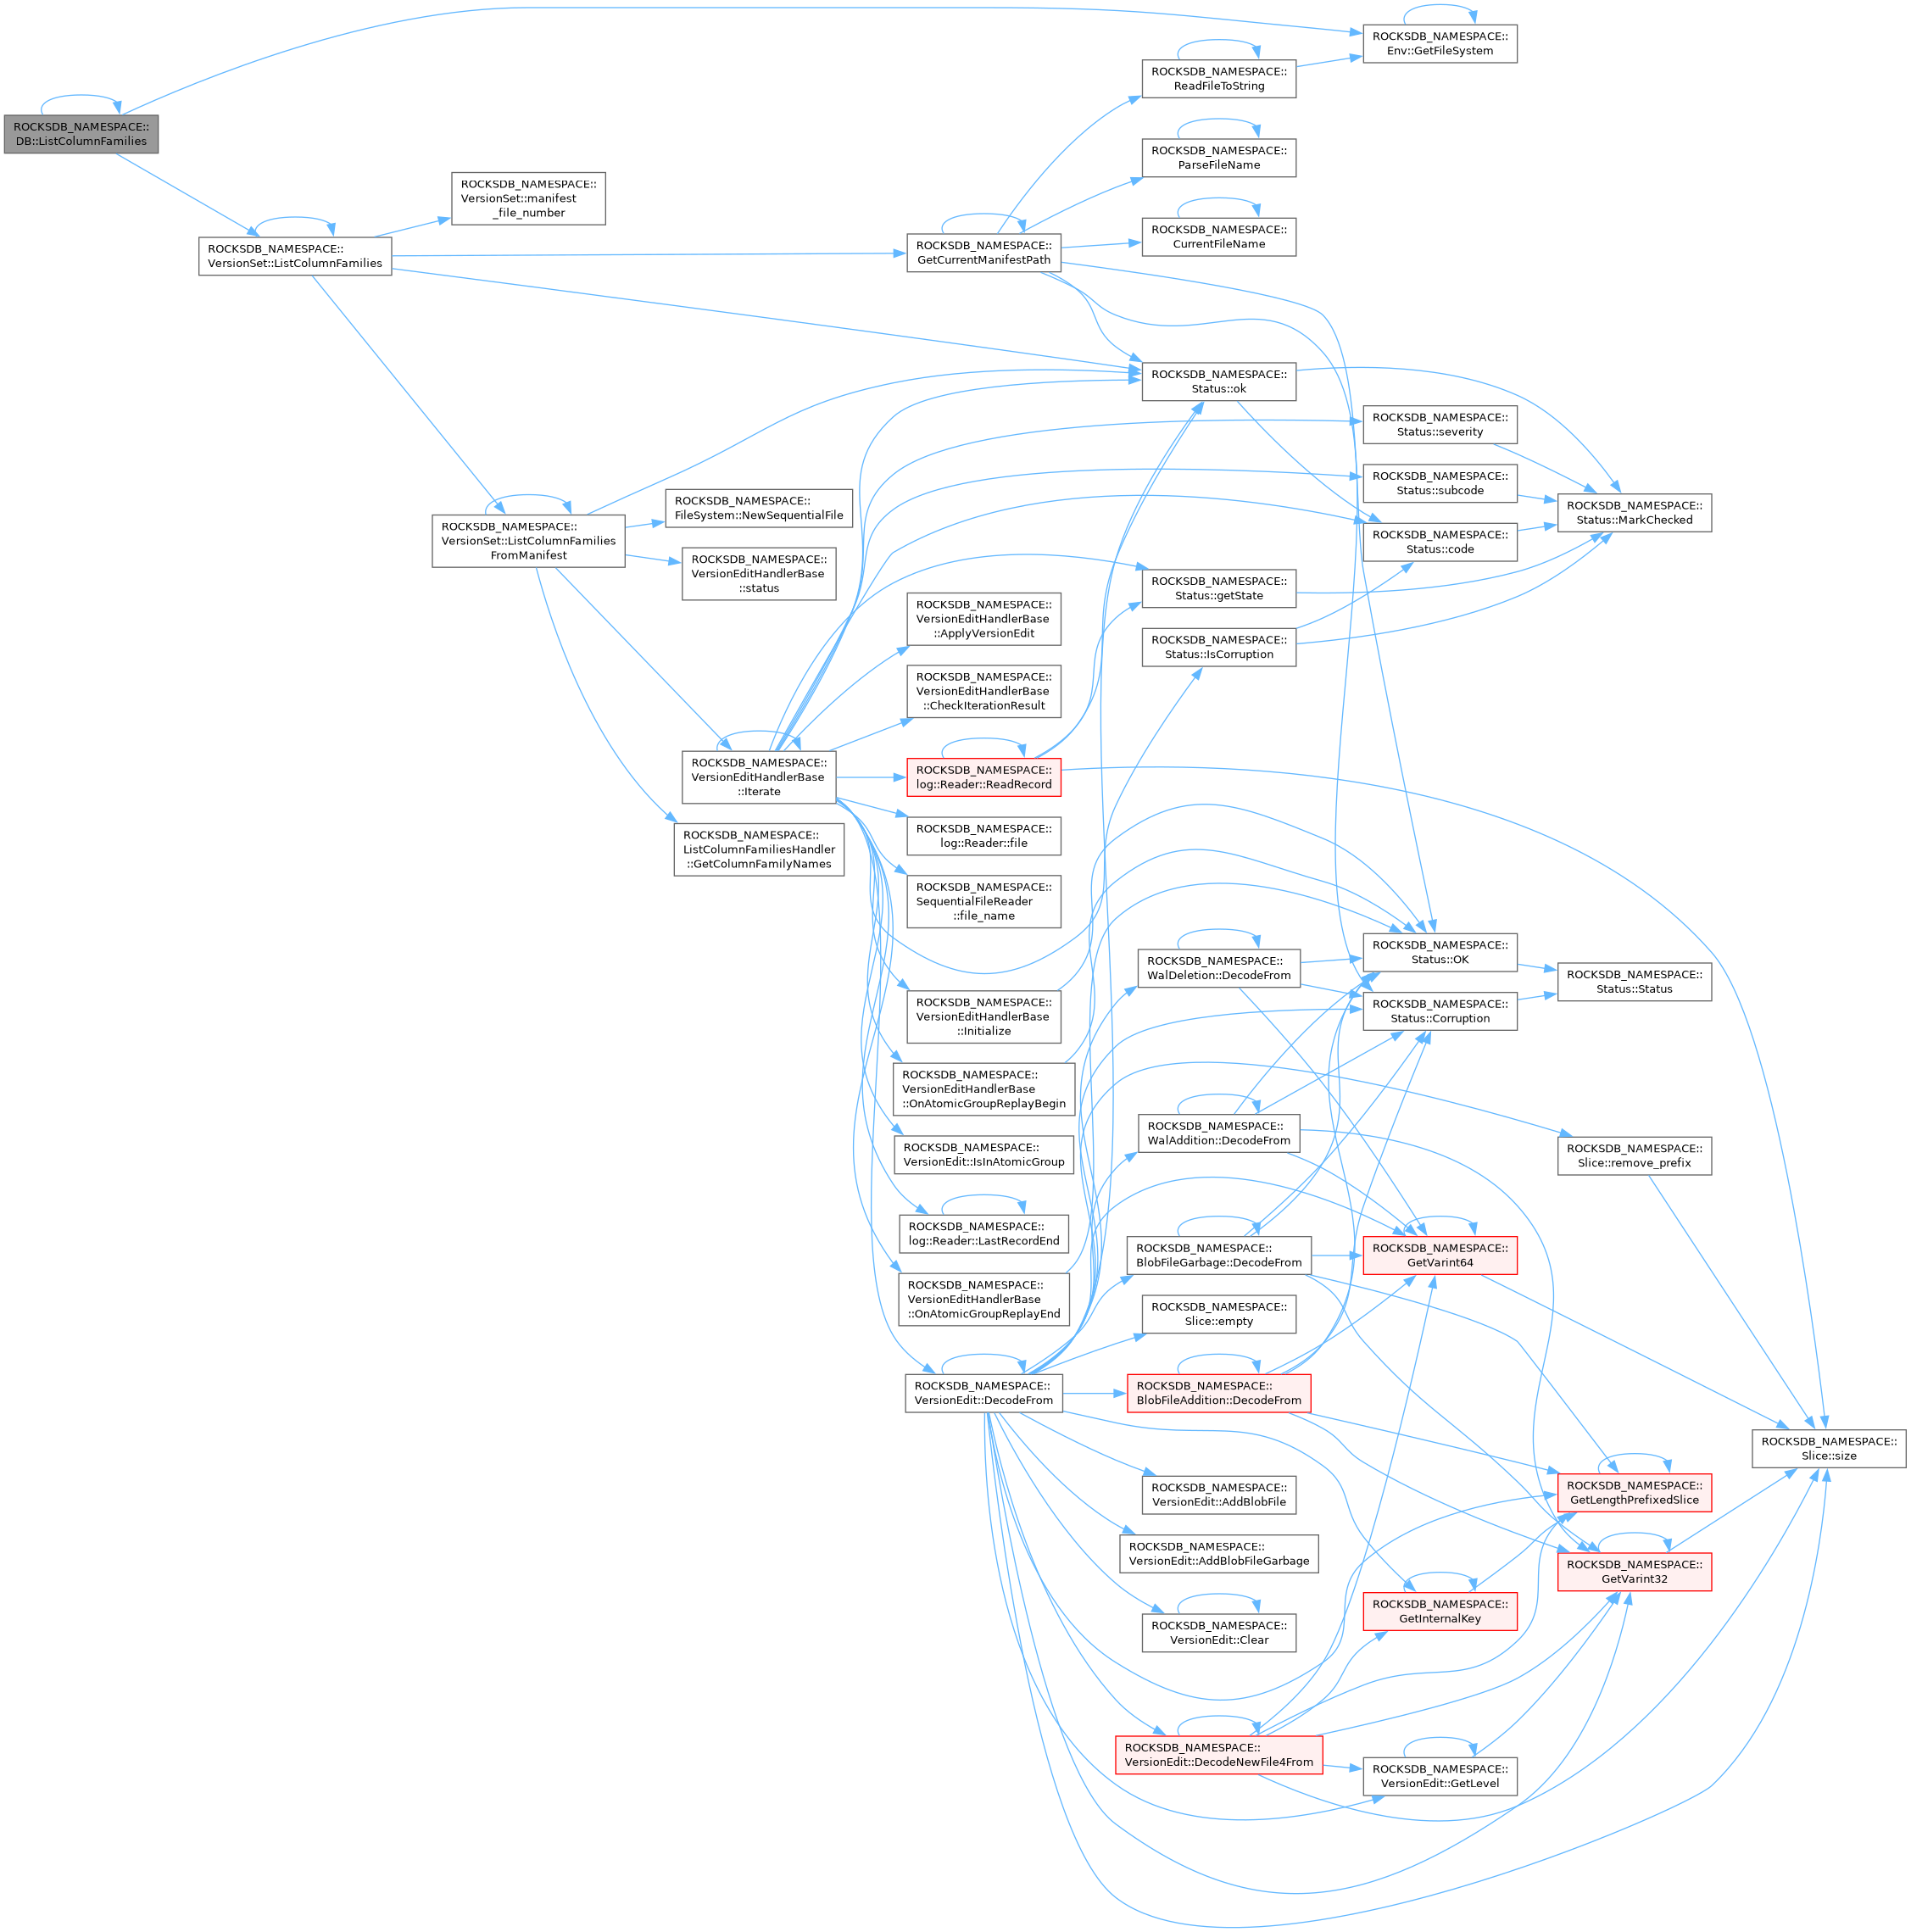 ROCKSDB_NAMESPACE::
DB::ListColumnFamilies
ROCKSDB_NAMESPACE::
Env::GetFileSystem
ROCKSDB_NAMESPACE::
VersionSet::ListColumnFamilies
ROCKSDB_NAMESPACE::
VersionSet::manifest
_file_number
ROCKSDB_NAMESPACE::
GetCurrentManifestPath
ROCKSDB_NAMESPACE::
ReadFileToString
ROCKSDB_NAMESPACE::
ParseFileName
ROCKSDB_NAMESPACE::
CurrentFileName
ROCKSDB_NAMESPACE::
Status::ok
ROCKSDB_NAMESPACE::
Status::severity
ROCKSDB_NAMESPACE::
Status::subcode
ROCKSDB_NAMESPACE::
Status::code
ROCKSDB_NAMESPACE::
Status::MarkChecked
ROCKSDB_NAMESPACE::
VersionSet::ListColumnFamilies
FromManifest
ROCKSDB_NAMESPACE::
FileSystem::NewSequentialFile
ROCKSDB_NAMESPACE::
VersionEditHandlerBase
::status
ROCKSDB_NAMESPACE::
Status::getState
ROCKSDB_NAMESPACE::
Status::IsCorruption
ROCKSDB_NAMESPACE::
VersionEditHandlerBase
::ApplyVersionEdit
ROCKSDB_NAMESPACE::
VersionEditHandlerBase
::CheckIterationResult
ROCKSDB_NAMESPACE::
VersionEditHandlerBase
::Iterate
ROCKSDB_NAMESPACE::
log::Reader::ReadRecord
ROCKSDB_NAMESPACE::
ListColumnFamiliesHandler
::GetColumnFamilyNames
ROCKSDB_NAMESPACE::
log::Reader::file
ROCKSDB_NAMESPACE::
SequentialFileReader
::file_name
ROCKSDB_NAMESPACE::
VersionEditHandlerBase
::Initialize
ROCKSDB_NAMESPACE::
VersionEditHandlerBase
::OnAtomicGroupReplayBegin
ROCKSDB_NAMESPACE::
VersionEdit::IsInAtomicGroup
ROCKSDB_NAMESPACE::
log::Reader::LastRecordEnd
ROCKSDB_NAMESPACE::
VersionEditHandlerBase
::OnAtomicGroupReplayEnd
ROCKSDB_NAMESPACE::
VersionEdit::DecodeFrom
ROCKSDB_NAMESPACE::
WalDeletion::DecodeFrom
ROCKSDB_NAMESPACE::
Status::OK
ROCKSDB_NAMESPACE::
Status::Corruption
ROCKSDB_NAMESPACE::
Status::Status
ROCKSDB_NAMESPACE::
WalAddition::DecodeFrom
ROCKSDB_NAMESPACE::
Slice::remove_prefix
ROCKSDB_NAMESPACE::
BlobFileGarbage::DecodeFrom
ROCKSDB_NAMESPACE::
GetVarint64
ROCKSDB_NAMESPACE::
Slice::empty
ROCKSDB_NAMESPACE::
BlobFileAddition::DecodeFrom
ROCKSDB_NAMESPACE::
Slice::size
ROCKSDB_NAMESPACE::
VersionEdit::AddBlobFile
ROCKSDB_NAMESPACE::
GetLengthPrefixedSlice
ROCKSDB_NAMESPACE::
VersionEdit::AddBlobFileGarbage
ROCKSDB_NAMESPACE::
GetVarint32
ROCKSDB_NAMESPACE::
VersionEdit::Clear
ROCKSDB_NAMESPACE::
GetInternalKey
ROCKSDB_NAMESPACE::
VersionEdit::DecodeNewFile4From
ROCKSDB_NAMESPACE::
VersionEdit::GetLevel